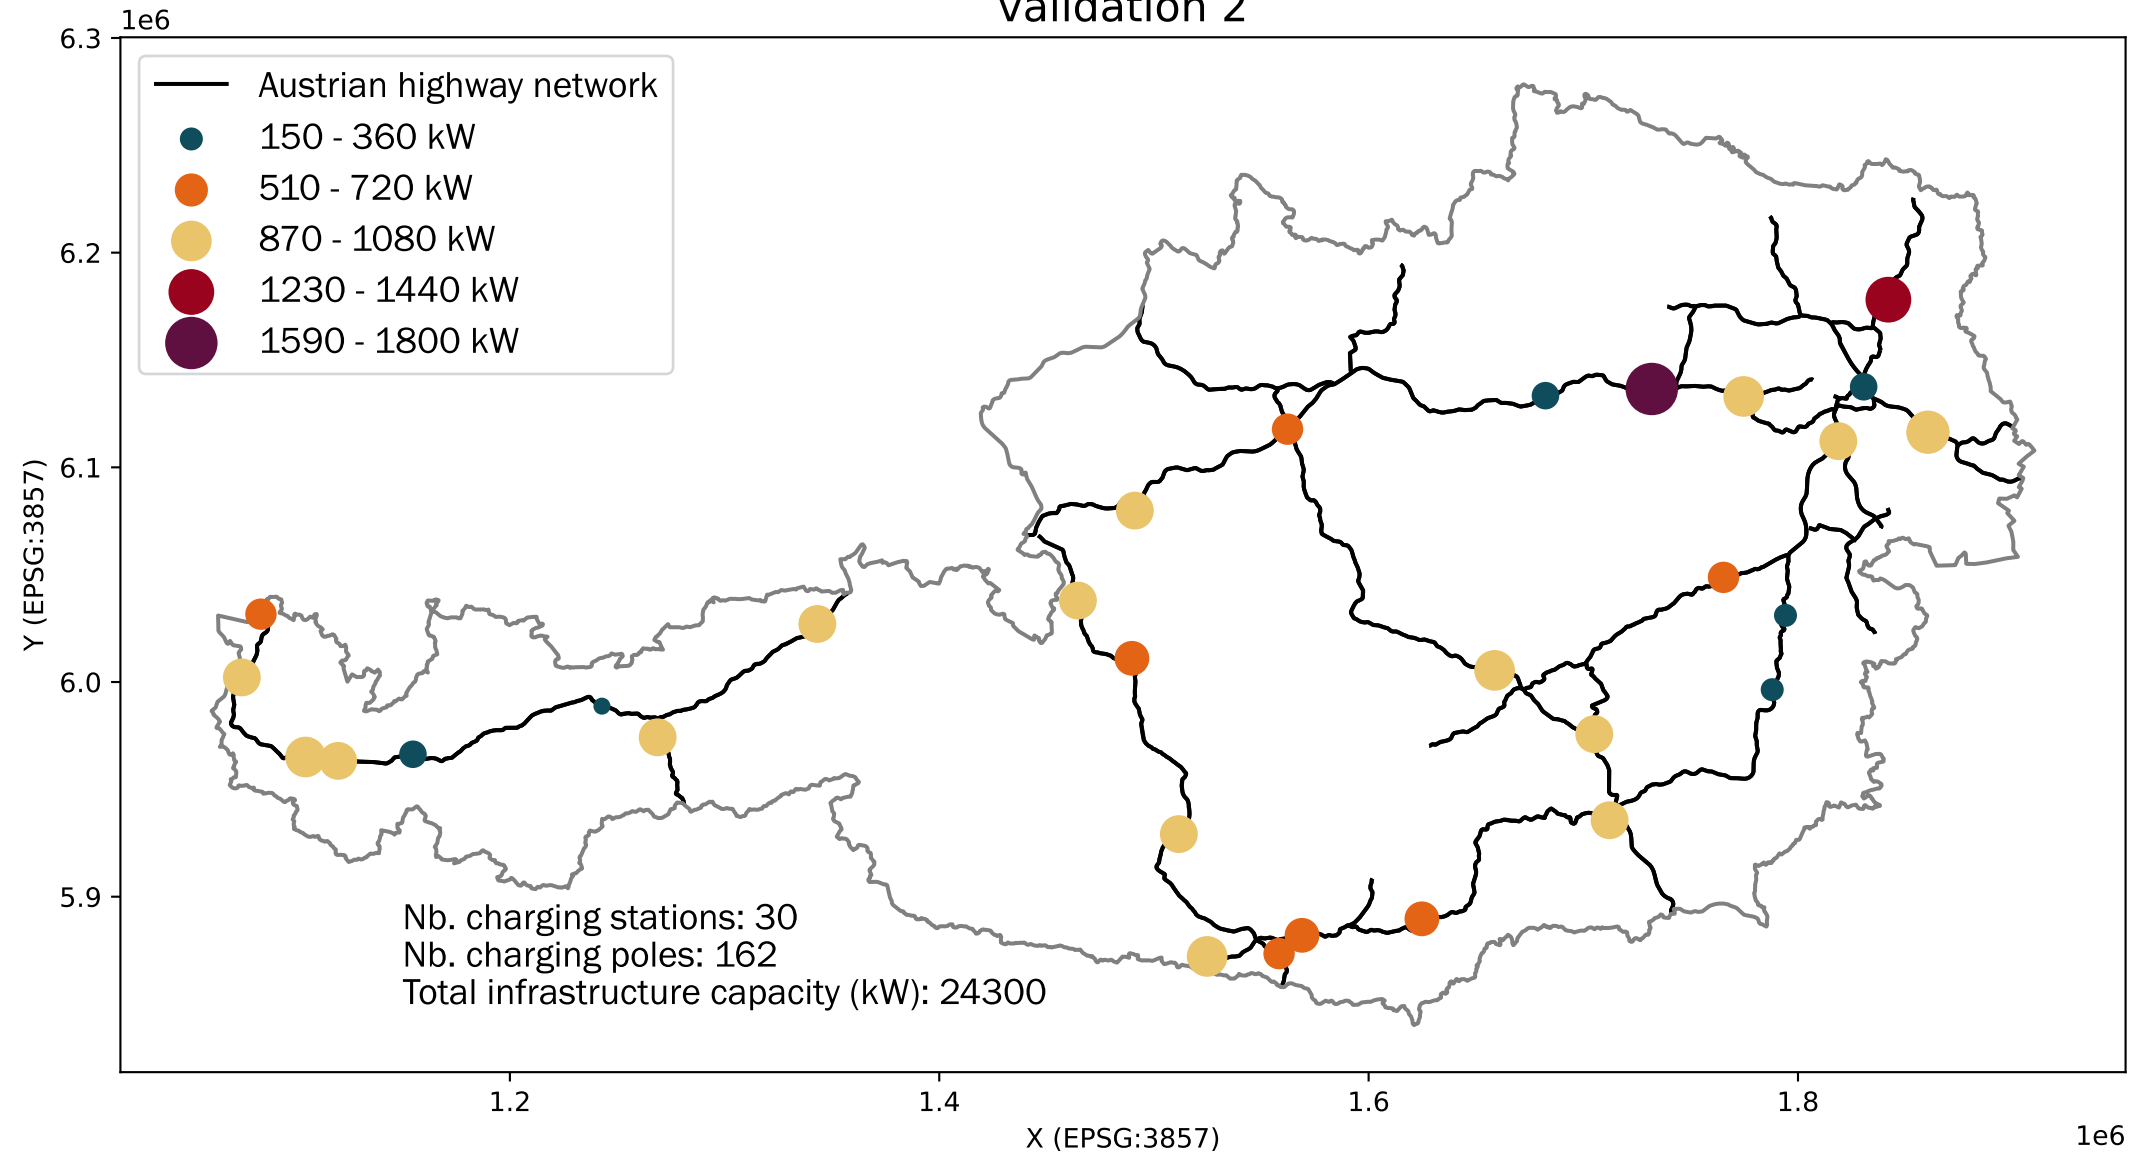 Validation 2
1e6
6.3
6.2
6.1
6.0
5.9
Y (EPSG:3857)
Austrian highway network
150 - 360 kW
510 - 720 kW
870 - 1080 kW
1230 - 1440 kW
1590 - 1800 kW
Nb. charging stations: 30
Nb. charging poles: 162
Total infrastructure capacity (kW): 24300
1.2
1.4
1.6
1.8
X (EPSG:3857)
1e6